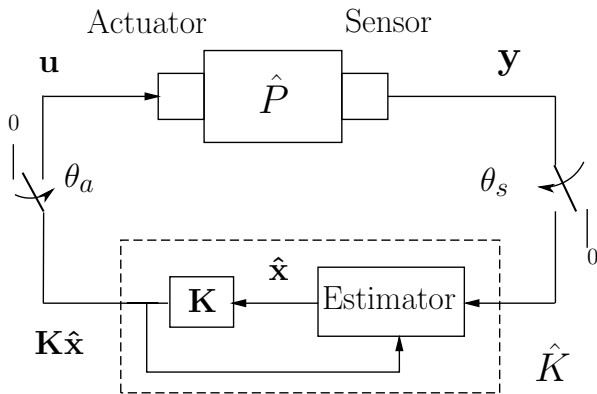 Actuator
Sensor
u
P̂
y
0
θₐ
θₛ
0
x̂
K
Estimator
Kx̂
K̂